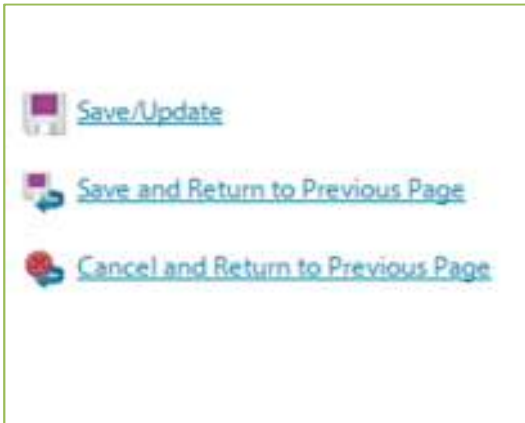 Save/Update
Save and Return to Previous Page
Cancel and Return to Previous Page